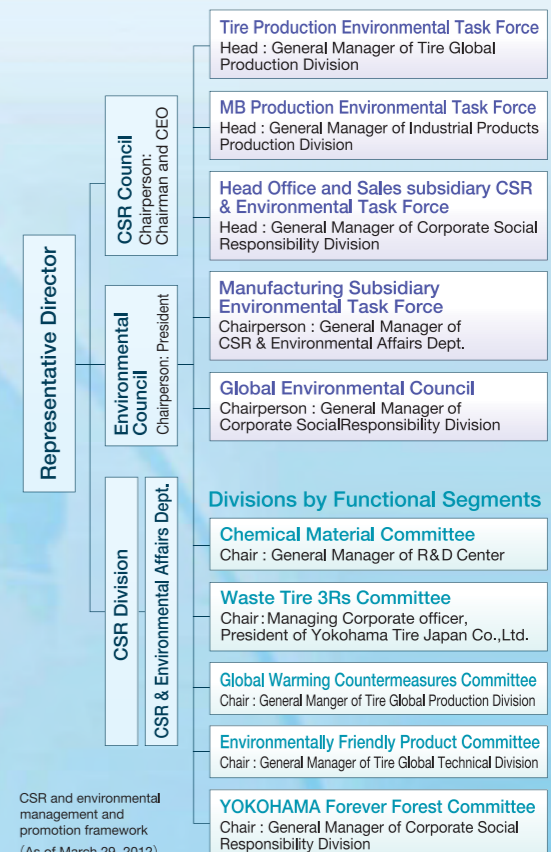 Representative Director
CSR Council
Chairperson:
Chairman and CEO
Environmental
Council
Chairperson: President
CSR Division
CSR & Environmental Affairs Dept.
Tire Production Environmental Task Force
Head : General Manager of Tire Global
Production Division
MB Production Environmental Task Force
Head : General Manager of Industrial Products
Production Division
Head Office and Sales subsidiary CSR
& Environmental Task Force
Head : General Manager of Corporate Social
Responsibility Division
Manufacturing Subsidiary
Environmental Task Force
Chairperson : General Manager of
CSR & Environmental Affairs Dept.
Global Environmental Council
Chairperson : General Manager of
Corporate SocialResponsibility Division
Divisions by Functional Segments
Chemical Material Committee
Chair : General Manager of R&D Center
Waste Tire 3Rs Committee
Chair : Managing Corporate officer,
President of Yokohama Tire Japan Co.,Ltd.
Global Warming Countermeasures Committee
Chair : General Manger of Tire Global Production Division
Environmentally Friendly Product Committee
Chair : General Manager of Tire Global Technical Division
YOKOHAMA Forever Forest Committee
Chair : General Manager of Corporate Social
Responsibility Division
CSR and environmental
management and
promotion framework
(As of March 29, 2012)